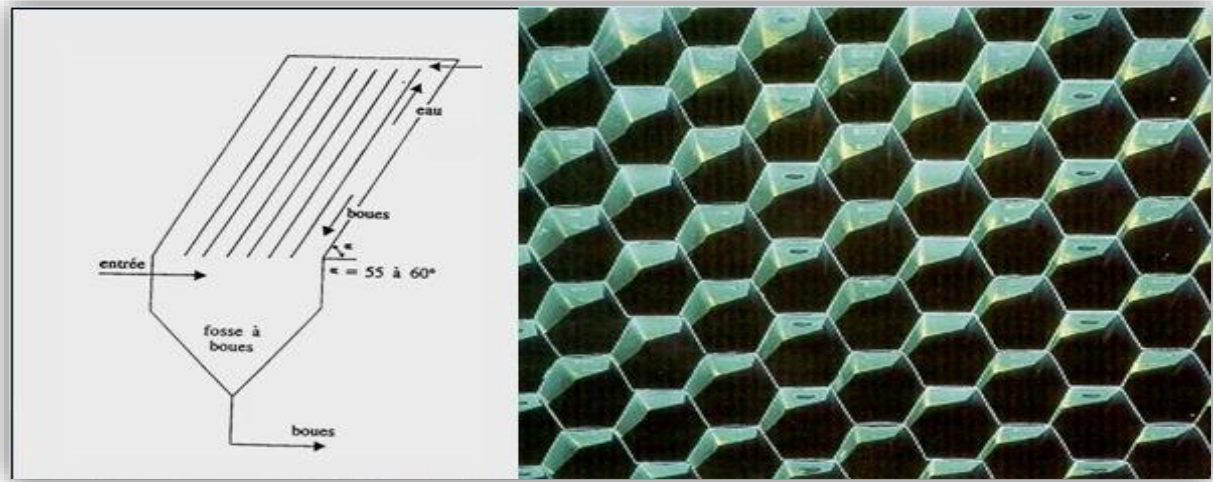 eau
boues
entrée
α
α = 55 à 60°
fosse à
boues
boues